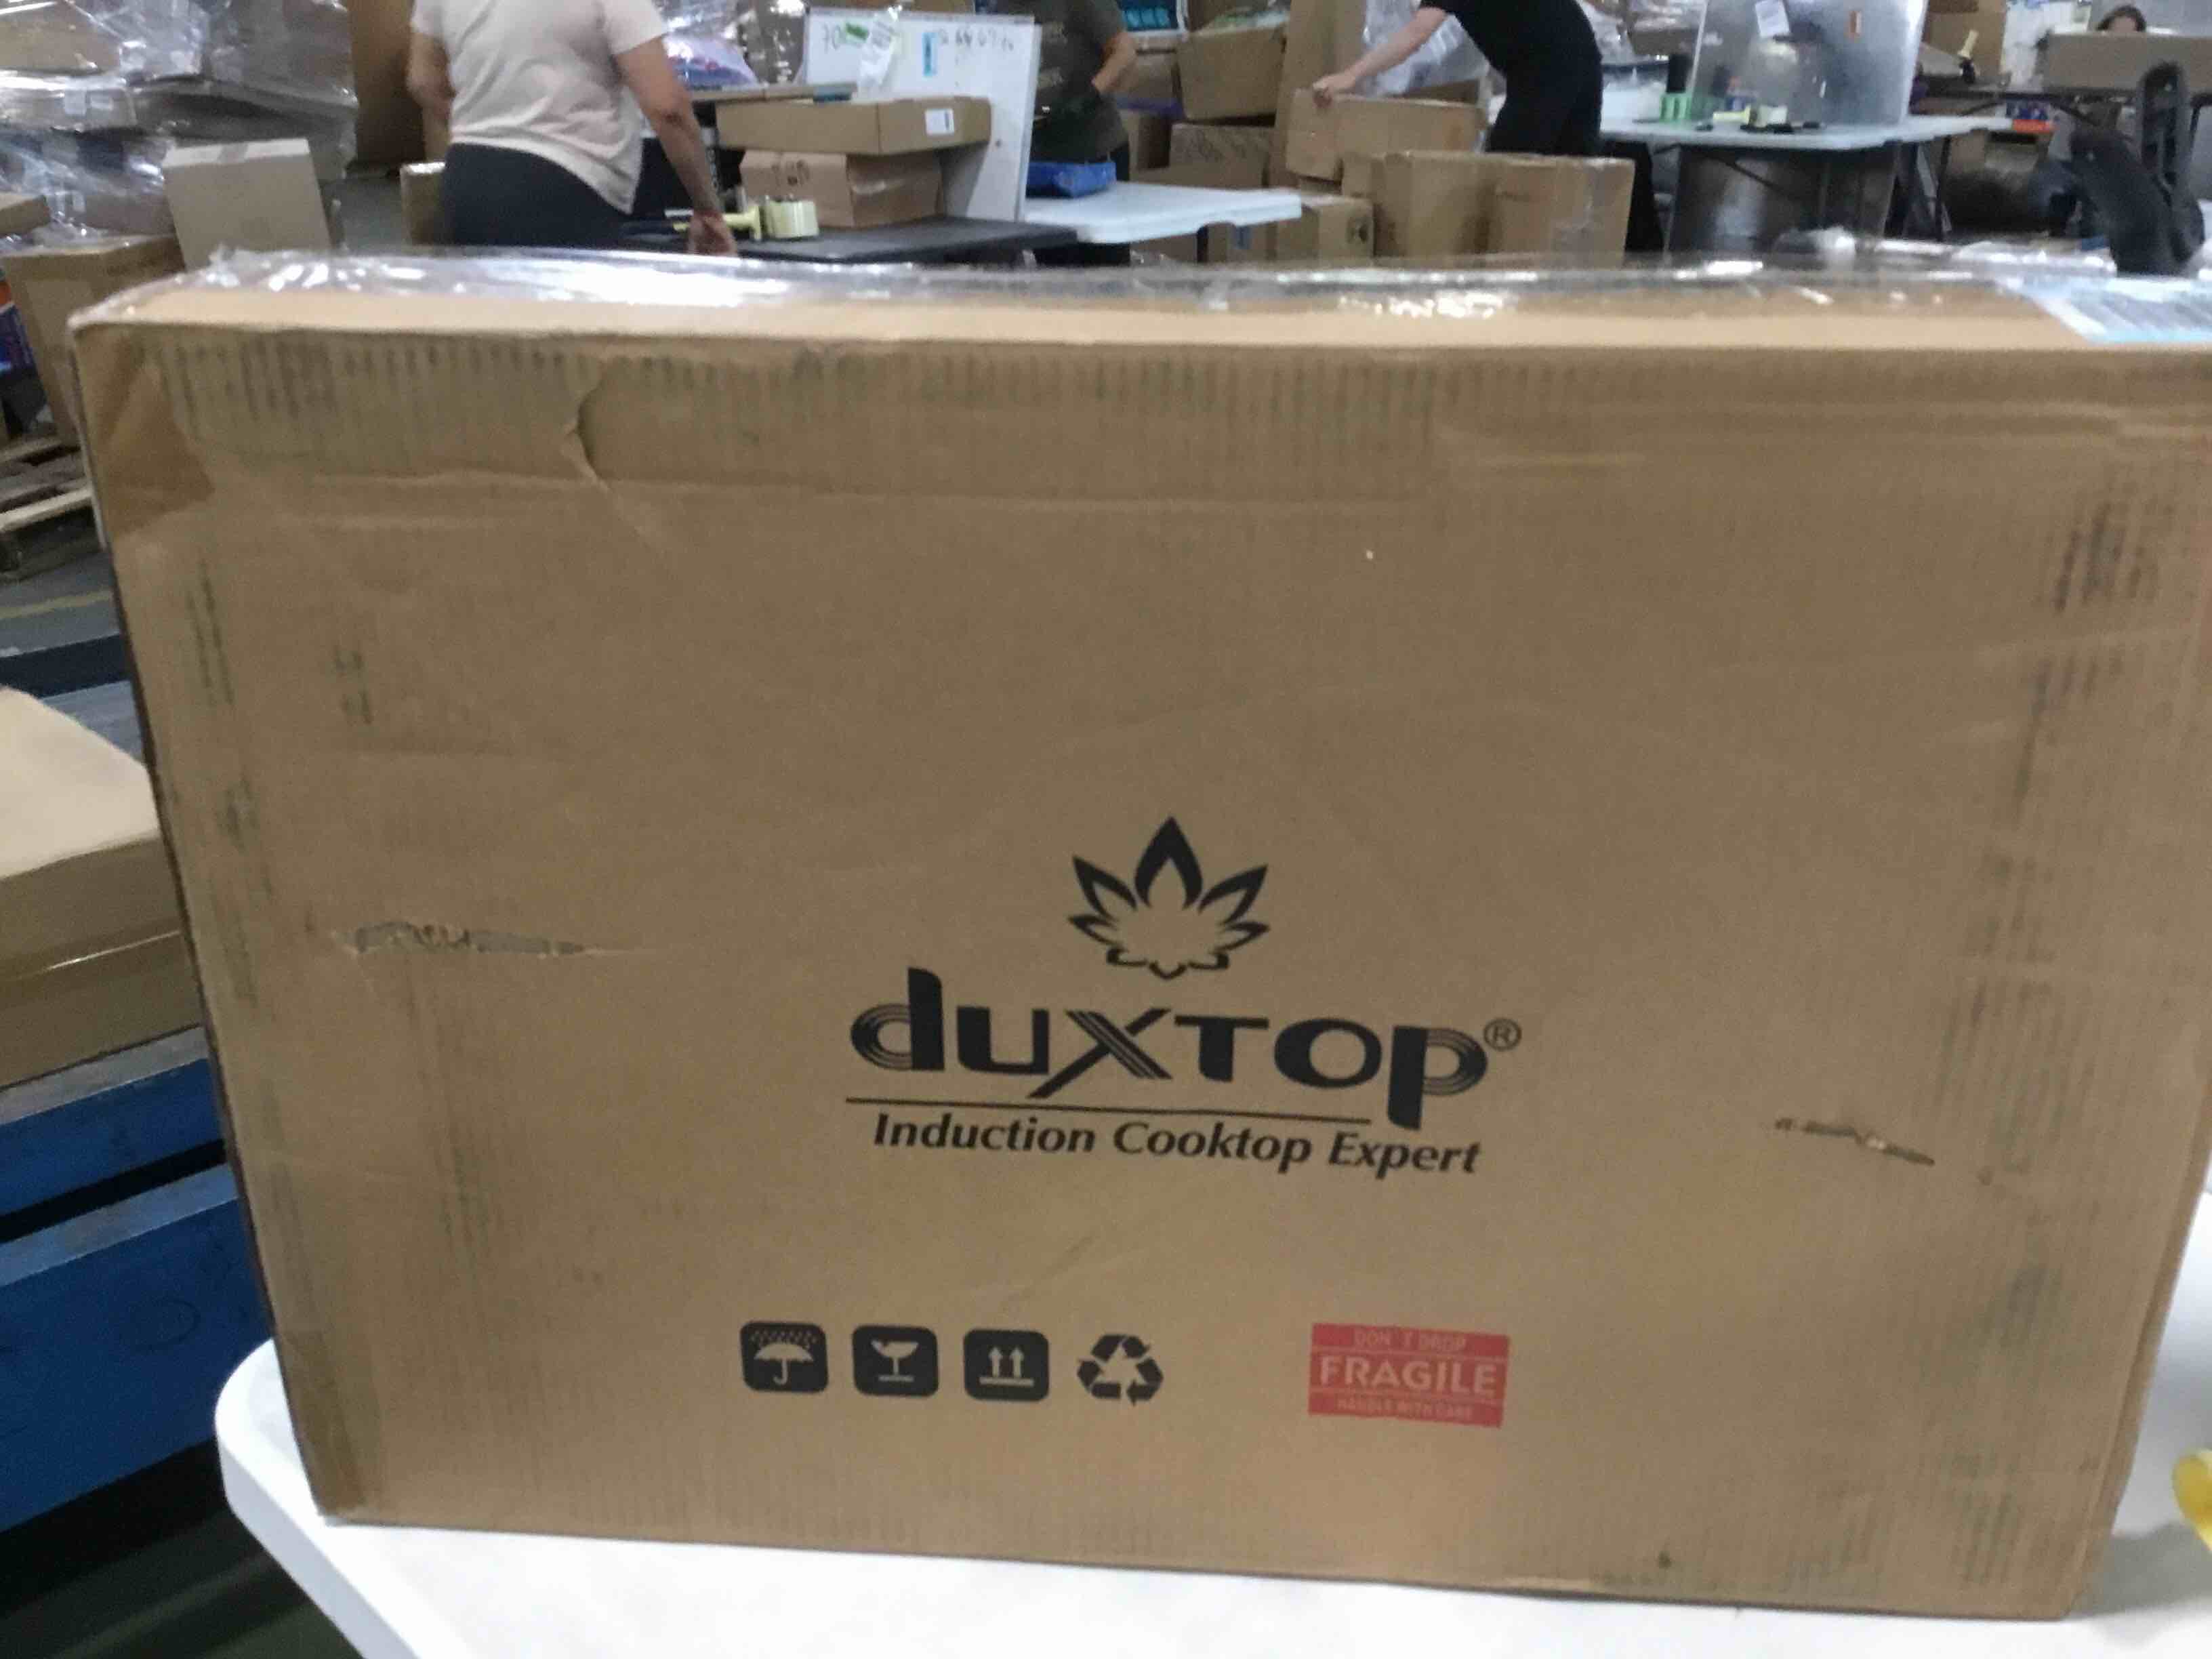 duxtop®
Induction Cooktop Expert
DON'T DROP
FRAGILE
HANDLE WITH CARE